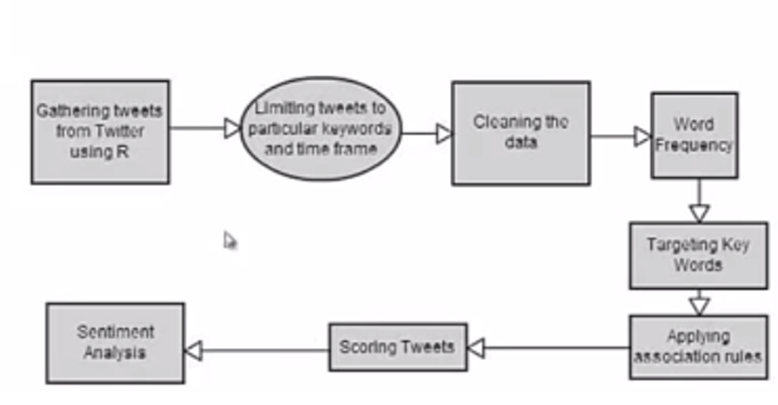 Gathering tweets
from Twitter
using R
Limiting tweets to
particular keywords
and time frame
Cleaning the
data
Word
Frequency
Targeting Key
Words
Applying
association rules
Scoring Tweets
Sentiment
Analysis